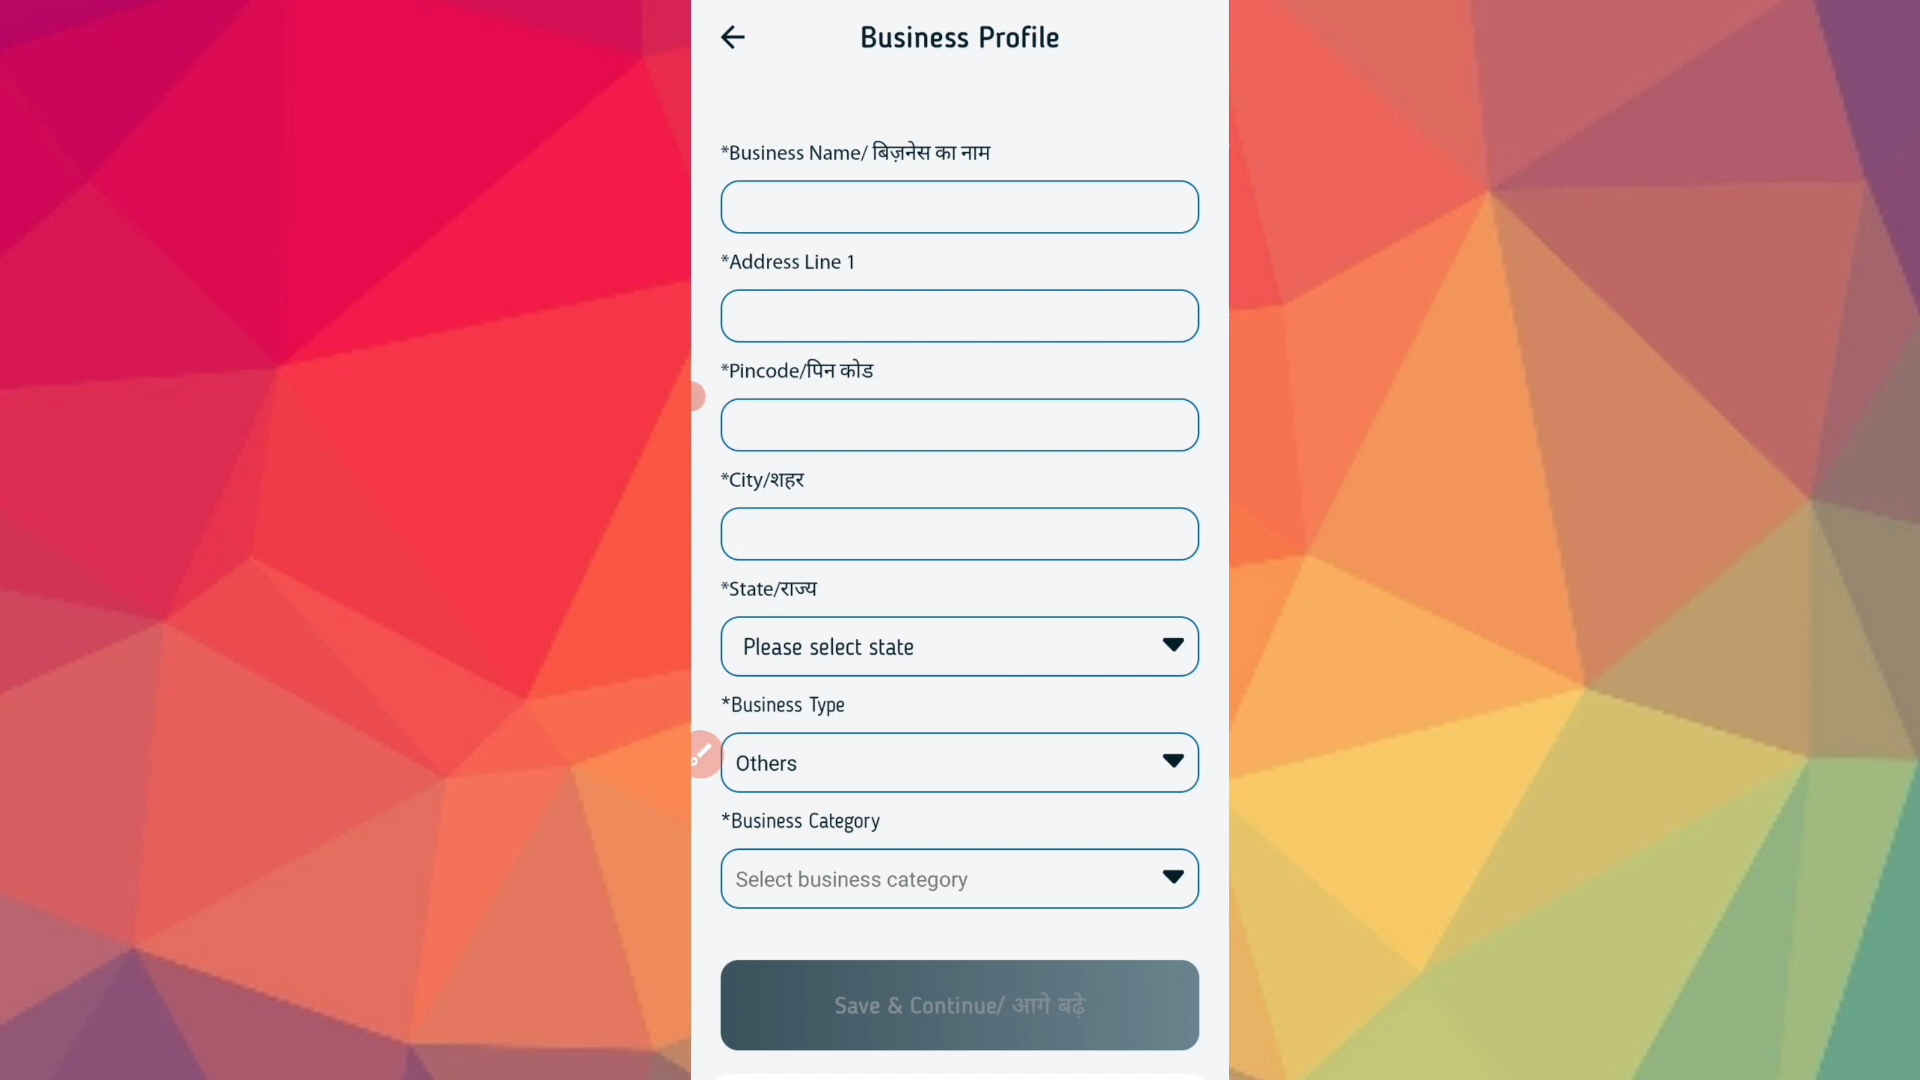 Business Profile
*Business Name/ बिज़नेस का नाम
*Address Line 1
*Pincode/पिन कोड
*City/शहर
*State/राज्य
Please select state
*Business Type
Others
*Business Category
Select business category
Save & Continue/ आगे बढ़े